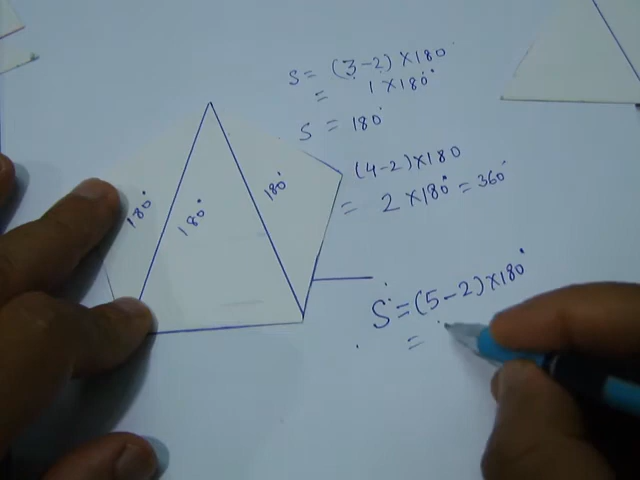 S = (3-2) × 180°
= 1 × 180°
S = 180°
(4-2) × 180
= 2 × 180° = 360°
180°
180°
180°
S = (5-2) × 180°
=